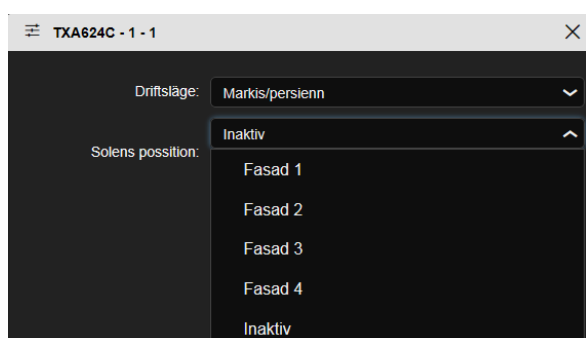 TXA624C - 1 - 1
Driftsläge: Markis/persienn
Inaktiv
Solens possition:
Fasad 1
Fasad 2
Fasad 3
Fasad 4
Inaktiv